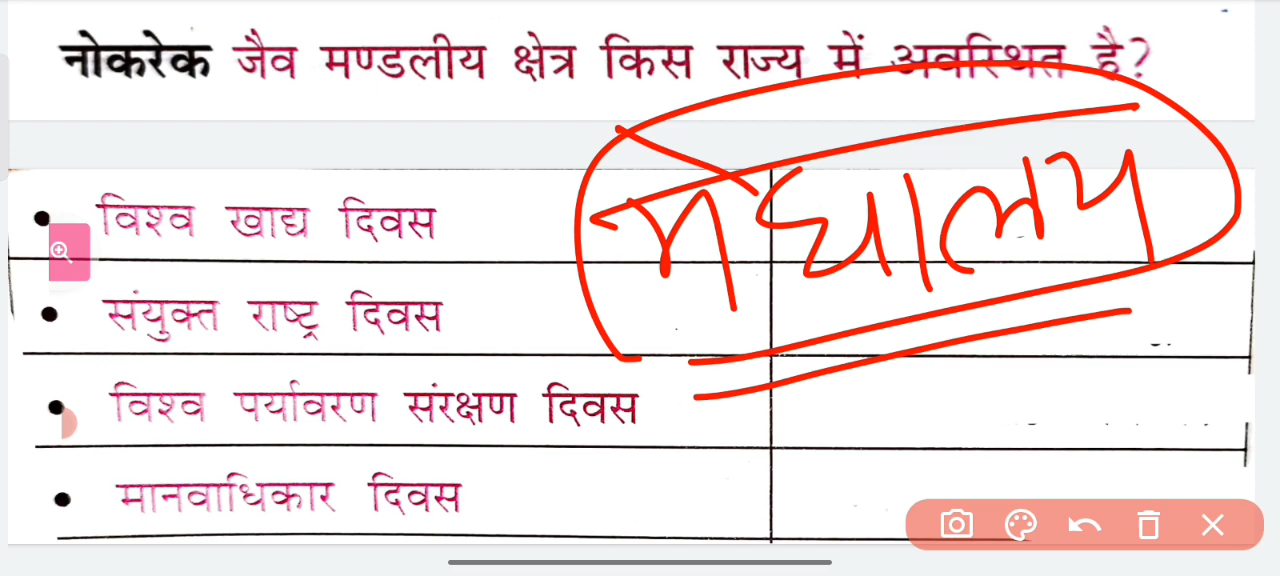 नोकरेक जैव मण्डलीय क्षेत्र किस राज्य में अवस्थित है?
मेघालय
• विश्व खाद्य दिवस
• संयुक्त राष्ट्र दिवस
• विश्व पर्यावरण संरक्षण दिवस
• मानवाधिकार दिवस